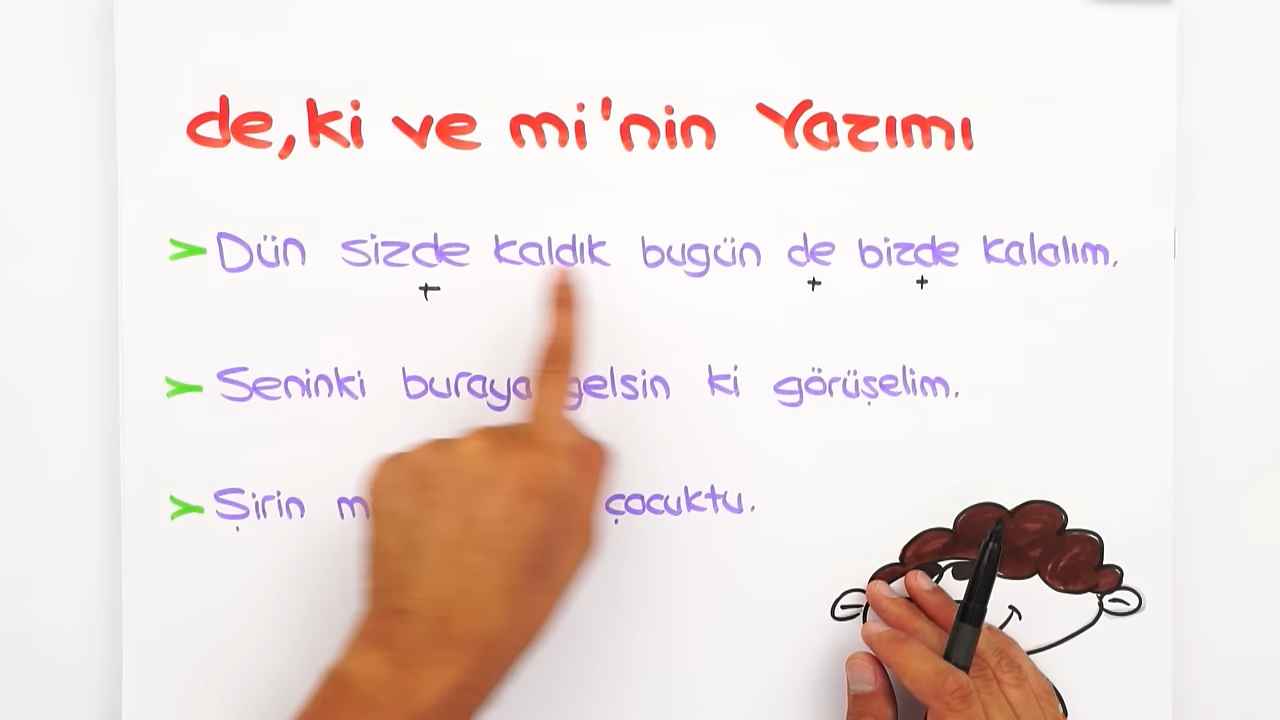 de, ki ve mi'nin Yazımı
> Dün sizde kaldık bugün de bizde kalalım.
+ + +
> Seninki buraya gelsin ki görüşelim.
> Şirin çocuktu.